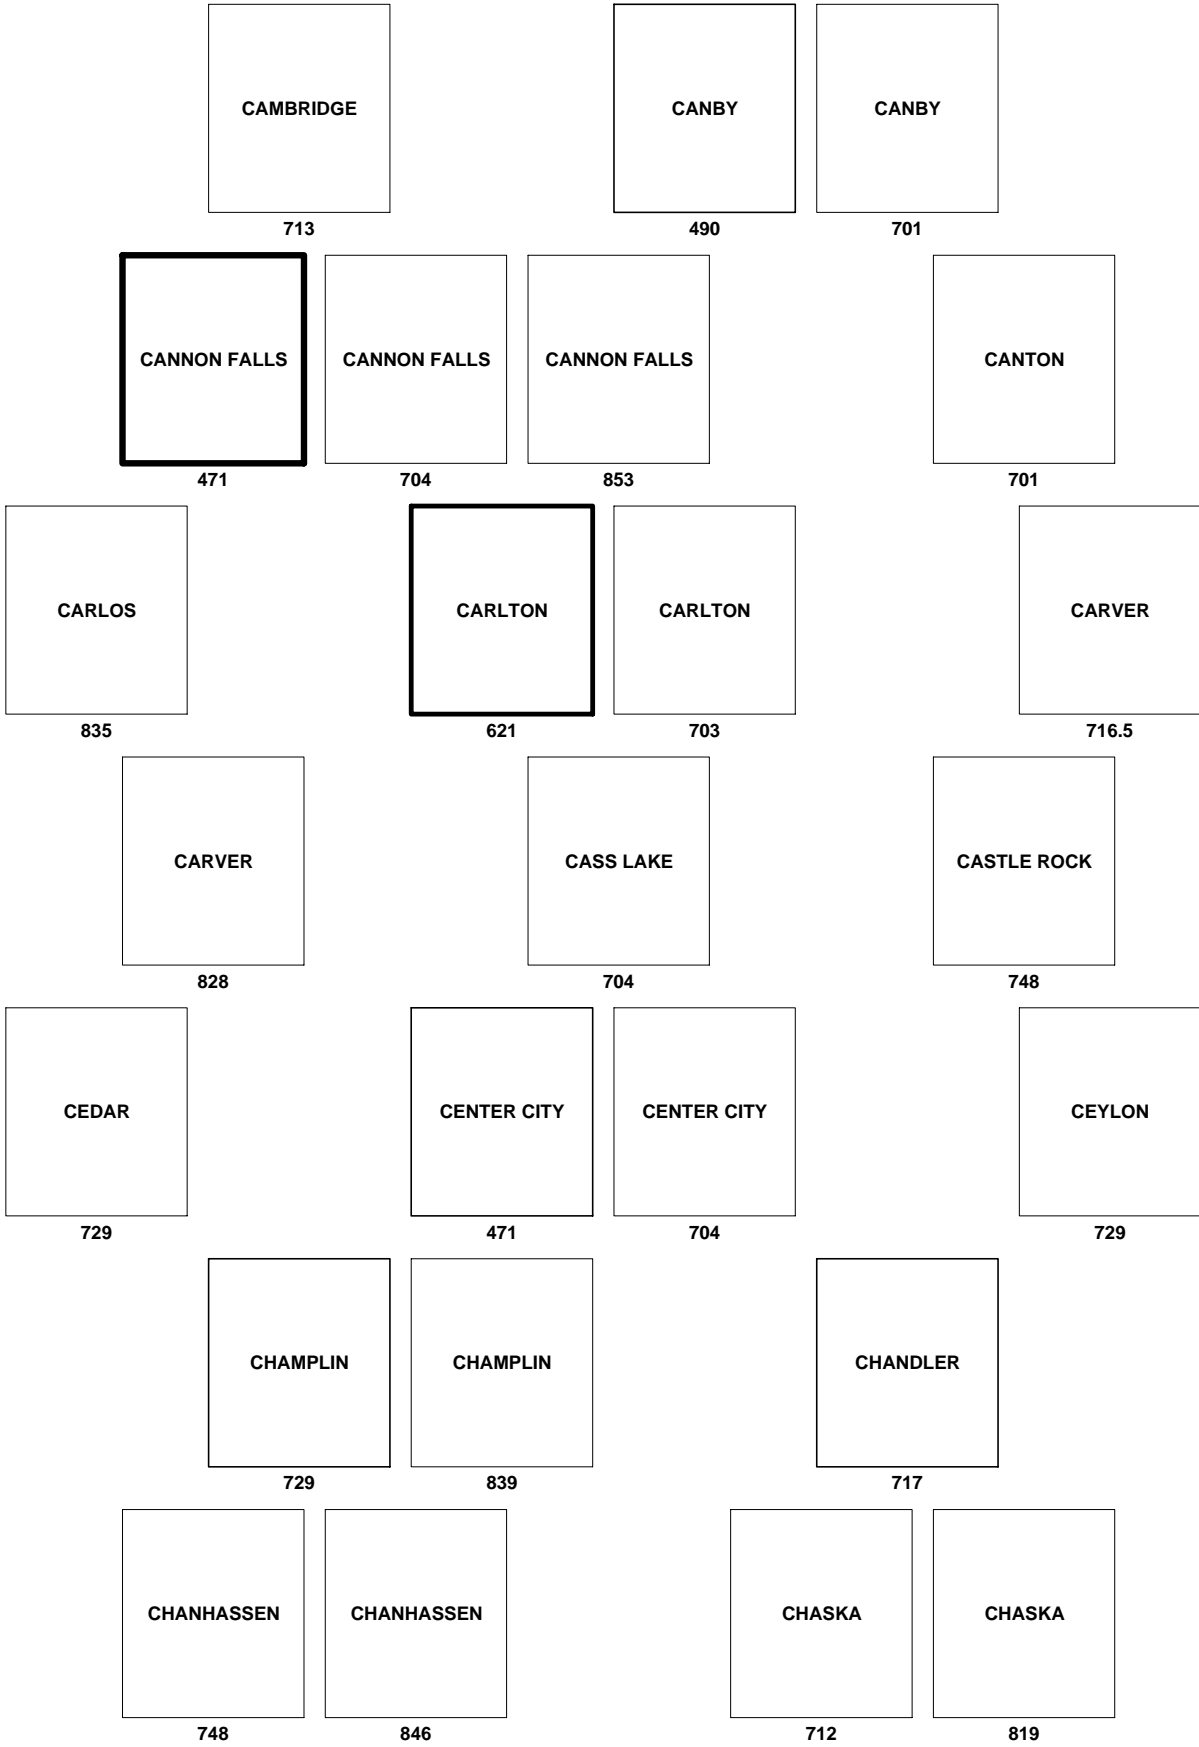 CAMBRIDGE CANBY CANBY
713 490 701
CANNON FALLS CANNON FALLS CANNON FALLS CANTON
471 704 853 701
CARLOS CARLTON CARLTON CARVER
835 621 703 716.5
CARVER CASS LAKE CASTLE ROCK
828 704 748
CEDAR CENTER CITY CENTER CITY CEYLON
729 471 704 729
CHAMPLIN CHAMPLIN CHANDLER
729 839 717
CHANHASSEN CHANHASSEN CHASKA CHASKA
748 846 712 819